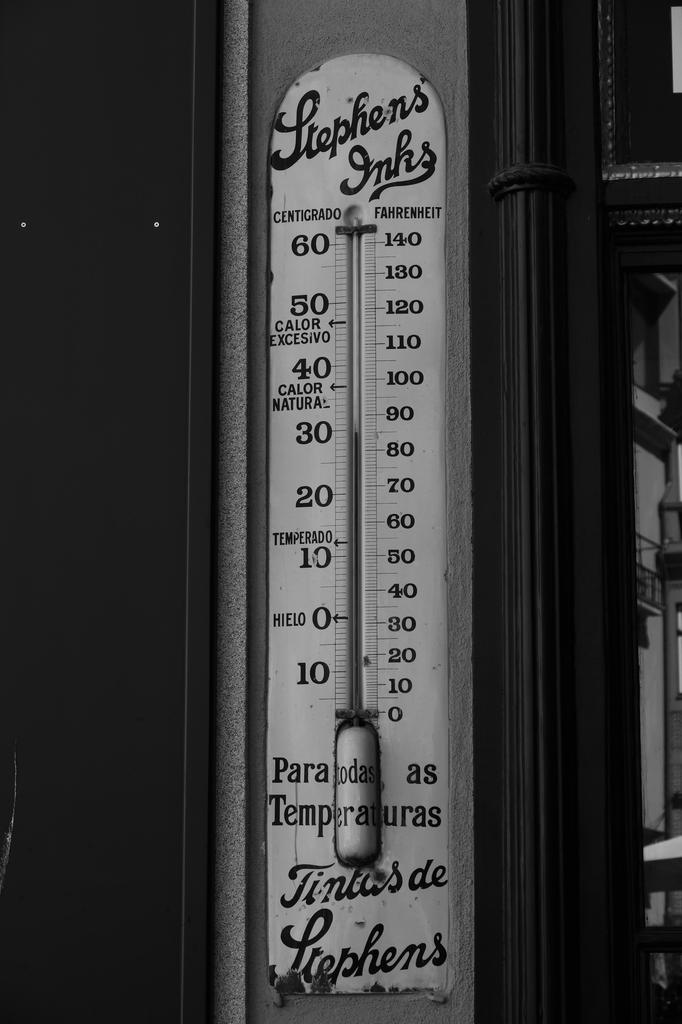 Stephens'
Inks
CENTIGRADO FAHRENHEIT
60 140
130
50 120
CALOR
EXCESIVO 110
40 100
CALOR
NATURAL 90
30 80
70
20 60
TEMPERADO
10 50
40
HIELO 0 30
20
10 10
0
Para todas as
Temperaturas
Tintas de
Stephens